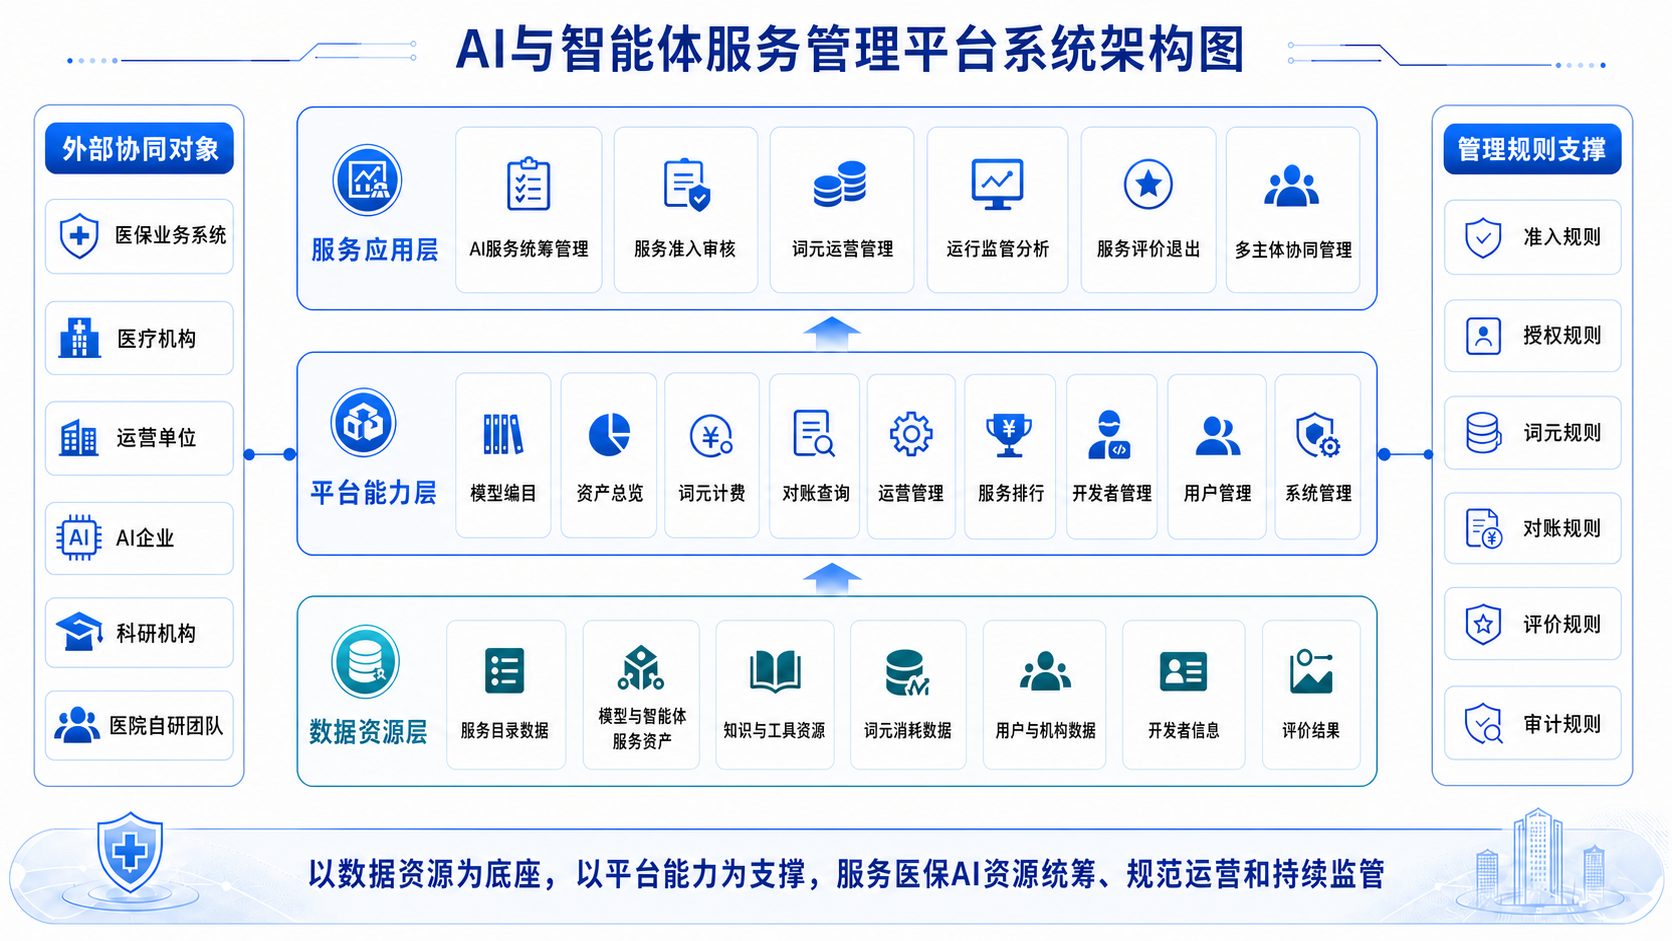 AI与智能体服务管理平台系统架构图
外部协同对象
医保业务系统
医疗机构
运营单位
AI
AI企业
科研机构
医院自研团队
服务应用层
AI服务统筹管理
服务准入审核
词元运营管理
运行监管分析
服务评价退出
多主体协同管理
平台能力层
模型编目
资产总览
¥
词元计费
对账查询
运营管理
¥
服务排行
</>
开发者管理
用户管理
系统管理
数据资源层
服务目录数据
模型与智能体
服务资产
知识与工具资源
词元消耗数据
用户与机构数据
开发者信息
评价结果
管理规则支撑
准入规则
授权规则
词元规则
¥
对账规则
评价规则
审计规则
以数据资源为底座，以平台能力为支撑，服务医保AI资源统筹、规范运营和持续监管